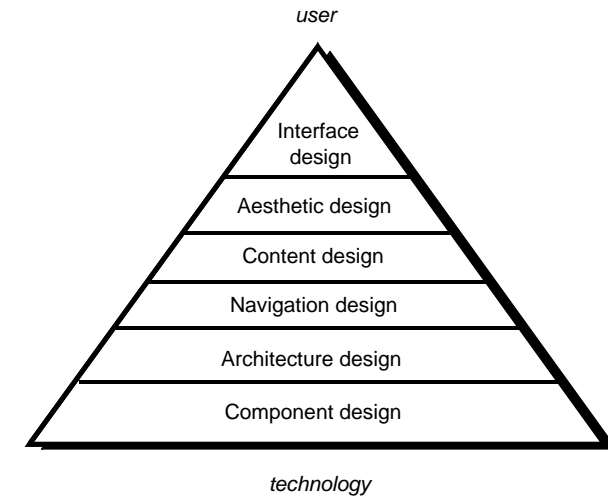 user
Interface
design
Aesthetic design
Content design
Navigation design
Architecture design
Component design
technology